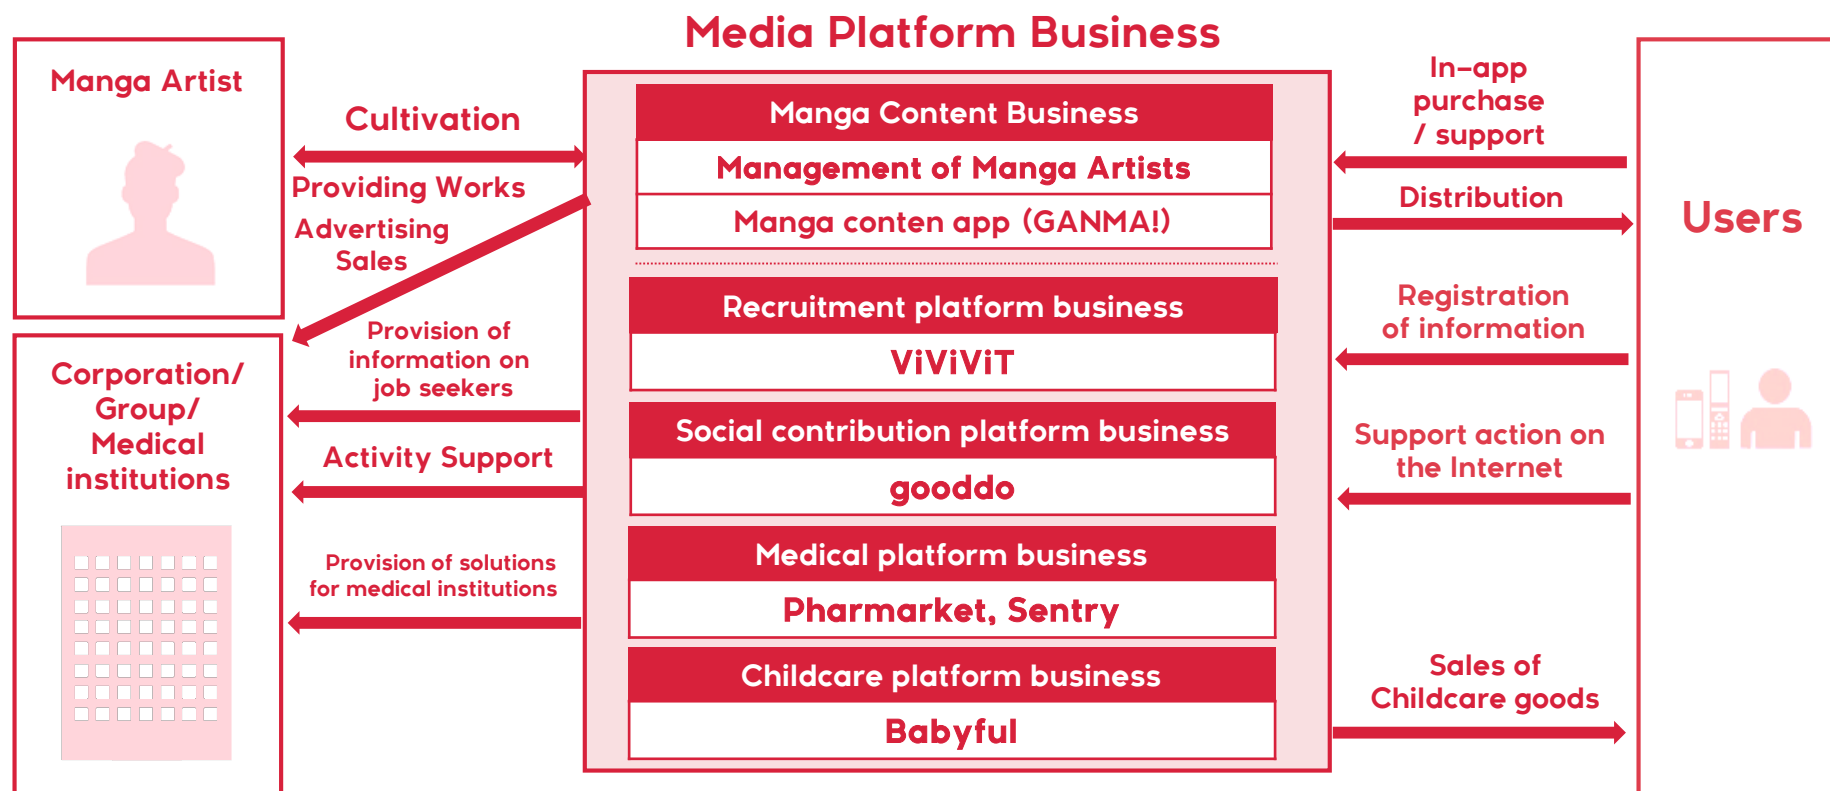 Media Platform Business
Manga Artist
Cultivation
Providing Works
Advertising
Sales
Corporation/
Group/
Medical
institutions
Provision of
information on
job seekers
Activity Support
Provision of solutions
for medical institutions
Manga Content Business
Management of Manga Artists
Manga conten app (GANMA!)
Recruitment platform business
ViViViT
Social contribution platform business
gooddo
Medical platform business
Pharmarket, Sentry
Childcare platform business
Babyful
In-app
purchase
/ support
Distribution
Registration
of information
Support action on
the Internet
Sales of
Childcare goods
Users